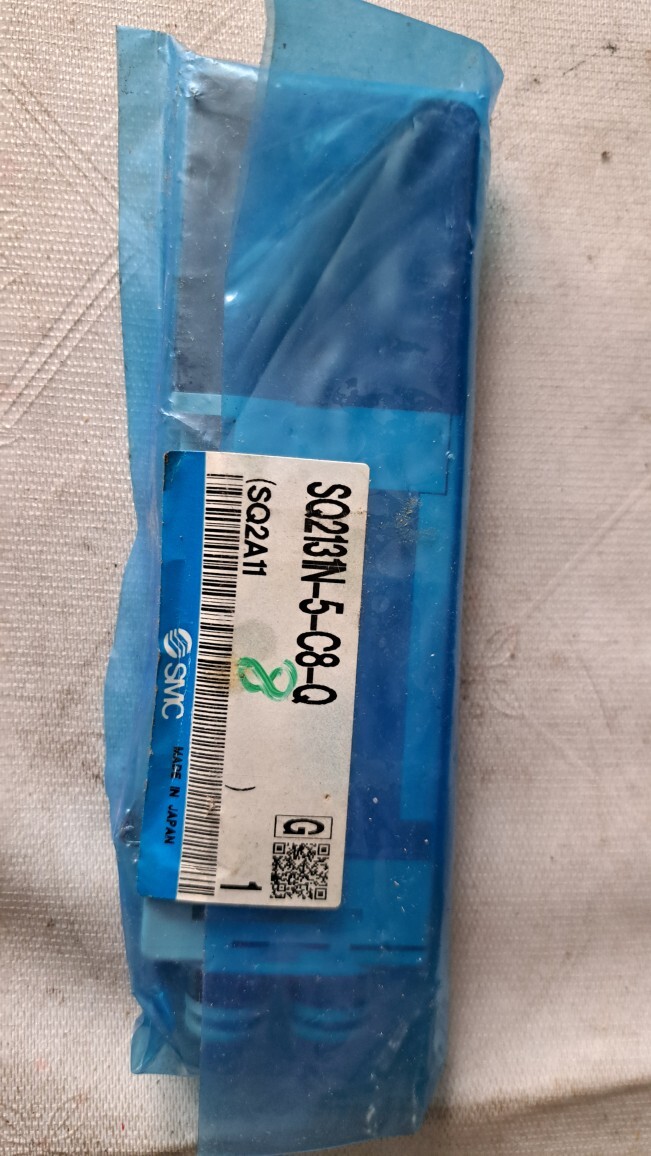 SQ2131N-5-C8-Q
(SQ2A11 )
8
G
1
SMC MADE IN JAPAN